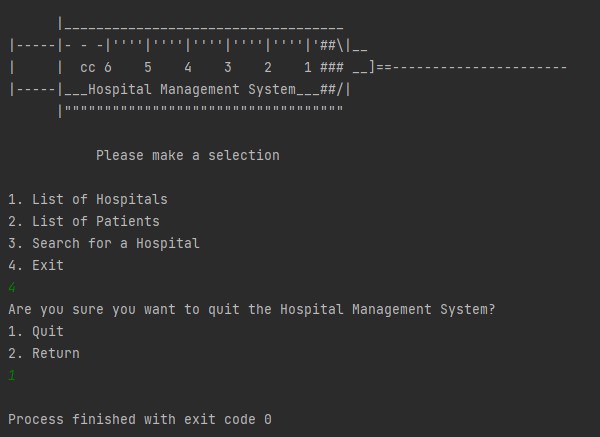 |___________________________________
|-----|- - -|''''|''''|''''|''''|''''|'##\|__
|     |  cc 6    5    4    3    2    1 ### __]==----------------------
|-----|___Hospital Management System___##/|
      |"""""""""""""""""""""""""""""""""""
Please make a selection
1. List of Hospitals
2. List of Patients
3. Search for a Hospital
4. Exit
4
Are you sure you want to quit the Hospital Management System?
1. Quit
2. Return
1
Process finished with exit code 0